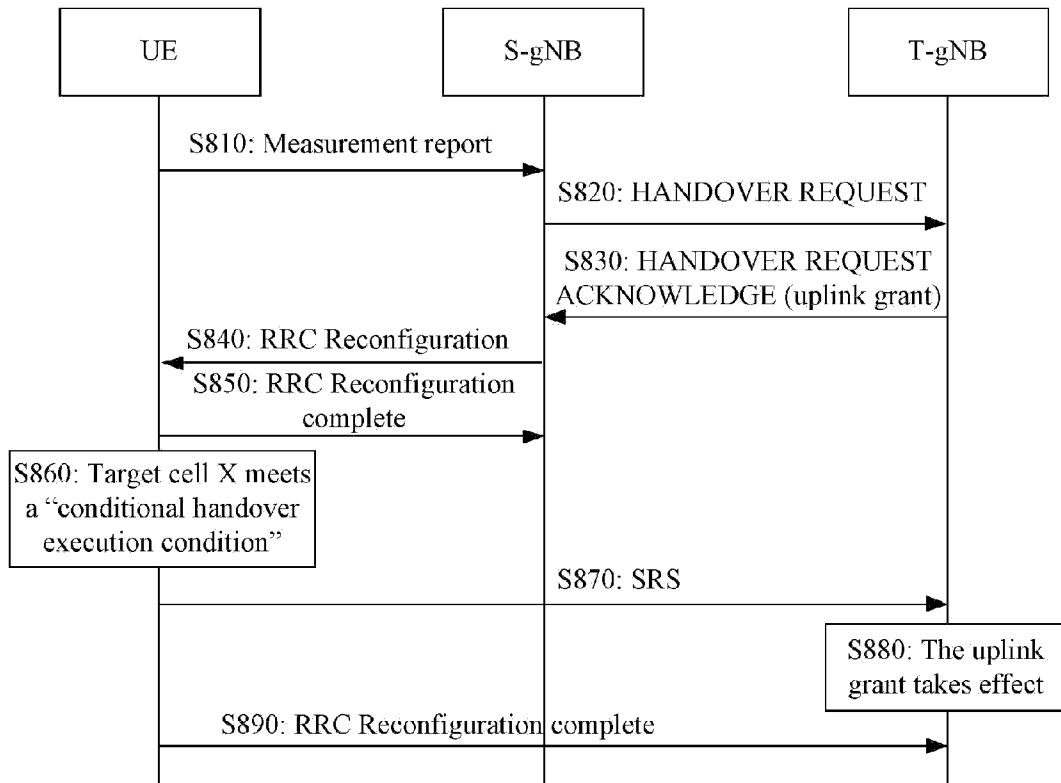 UE
S-gNB
T-gNB
S810: Measurement report
S820: HANDOVER REQUEST
S830: HANDOVER REQUEST
ACKNOWLEDGE (uplink grant)
S840: RRC Reconfiguration
S850: RRC Reconfiguration
complete
S860: Target cell X meets
a “conditional handover
execution condition”
S870: SRS
S880: The uplink
grant takes effect
S890: RRC Reconfiguration complete